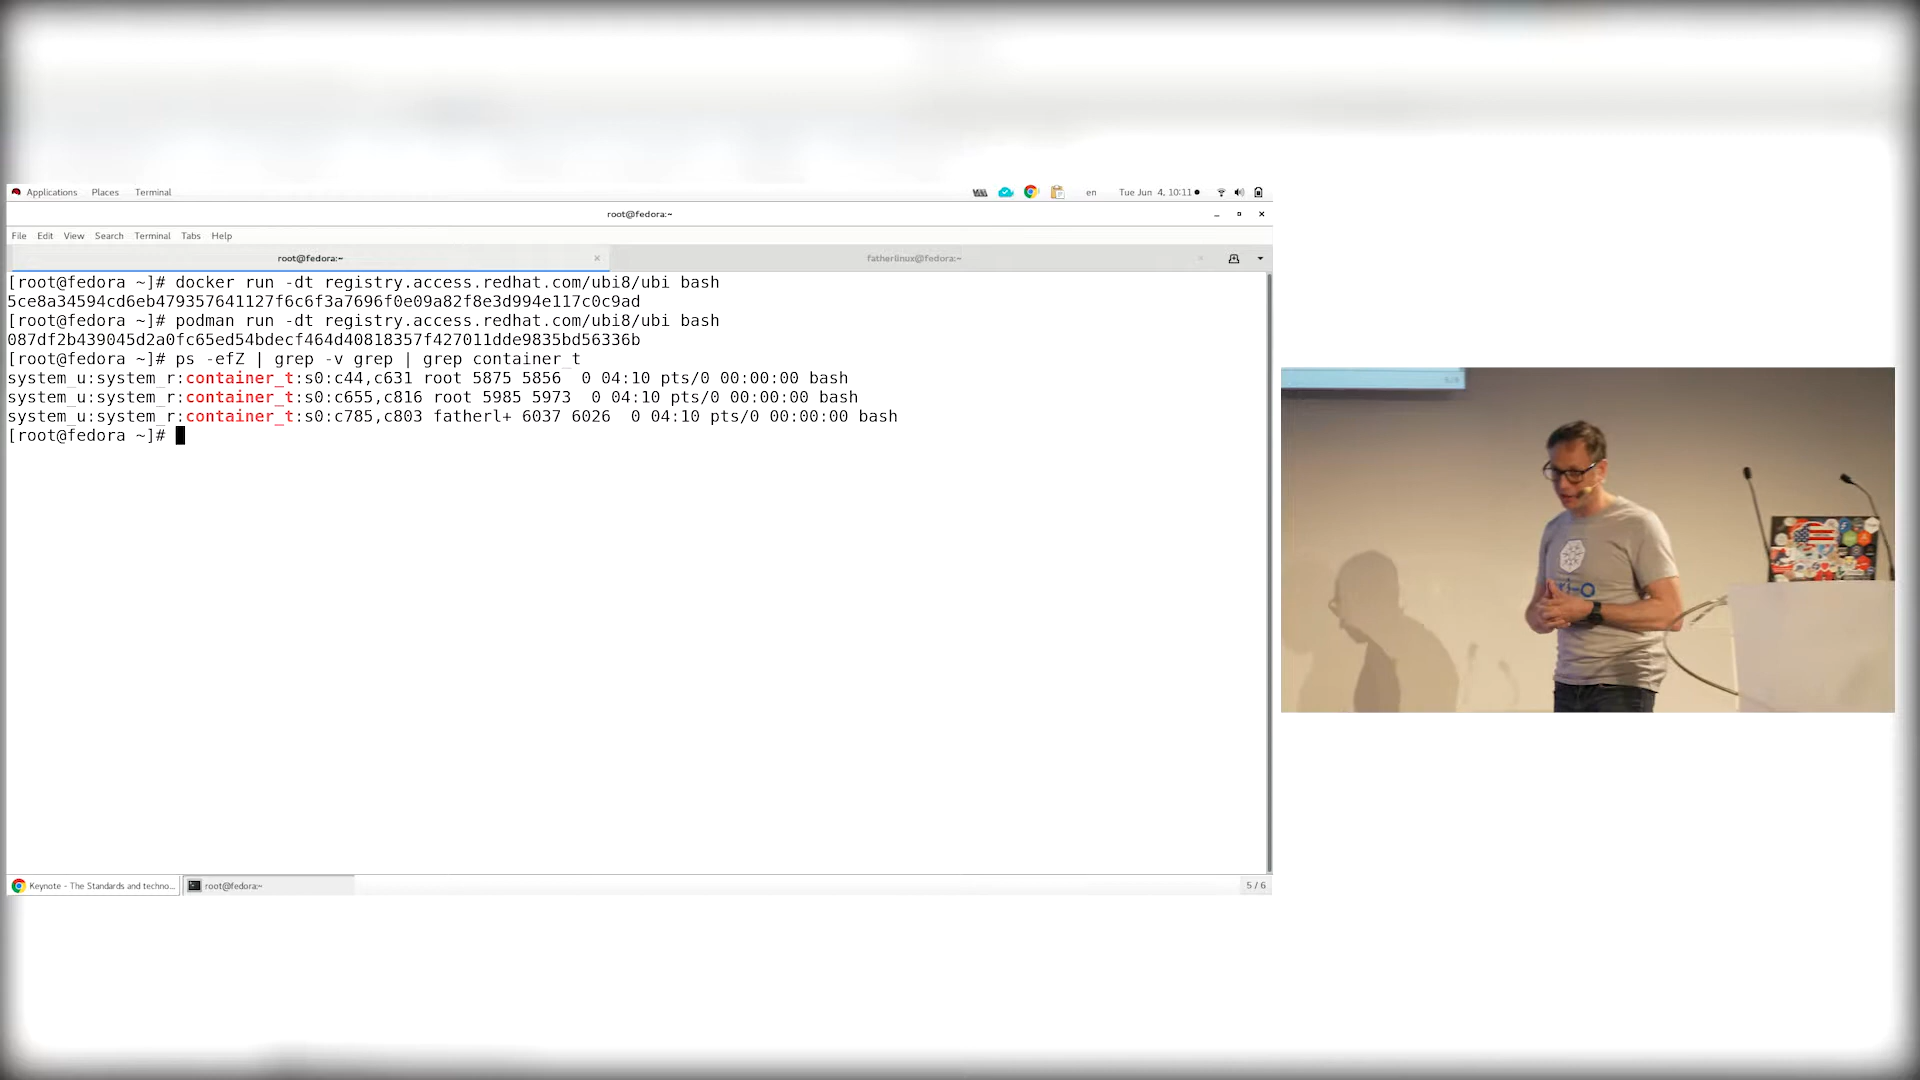 Applications Places Terminal
en Tue Jun 4, 10:11
root@fedora:~
File Edit View Search Terminal Tabs Help
root@fedora:~ fatherlinux@fedora:~
[root@fedora ~]# docker run -dt registry.access.redhat.com/ubi8/ubi bash
5ce8a34594cd6eb479357641127f6c6f3a7696f0e09a82f8e3d994e117c0c9ad
[root@fedora ~]# podman run -dt registry.access.redhat.com/ubi8/ubi bash
087df2b439045d2a0fc65ed54bdecf464d40818357f427011dde9835bd56336b
[root@fedora ~]# ps -efZ | grep -v grep | grep container_t
system_u:system_r:container_t:s0:c44,c631 root 5875 5856 0 04:10 pts/0 00:00:00 bash
system_u:system_r:container_t:s0:c655,c816 root 5985 5973 0 04:10 pts/0 00:00:00 bash
system_u:system_r:container_t:s0:c785,c803 fatherl+ 6037 6026 0 04:10 pts/0 00:00:00 bash
[root@fedora ~]#
Keynote - The Standards and techno... root@fedora:~ 5 / 6